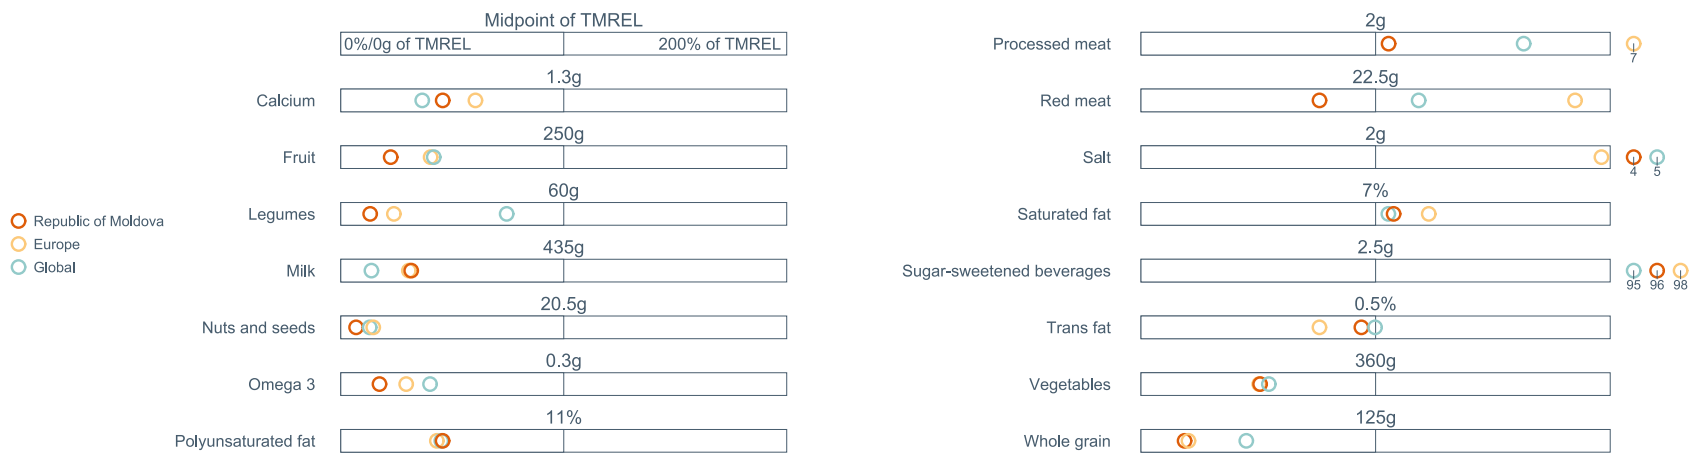 Midpoint of TMREL
0%/0g of TMREL
200% of TMREL
1.3g
Calcium
250g
Fruit
60g
Legumes
435g
Milk
20.5g
Nuts and seeds
0.3g
Omega 3
11%
Polyunsaturated fat
Republic of Moldova
Europe
Global
2g
Processed meat
7
22.5g
Red meat
2g
Salt
4 5
7%
Saturated fat
2.5g
Sugar-sweetened beverages
95 96 98
0.5%
Trans fat
360g
Vegetables
125g
Whole grain